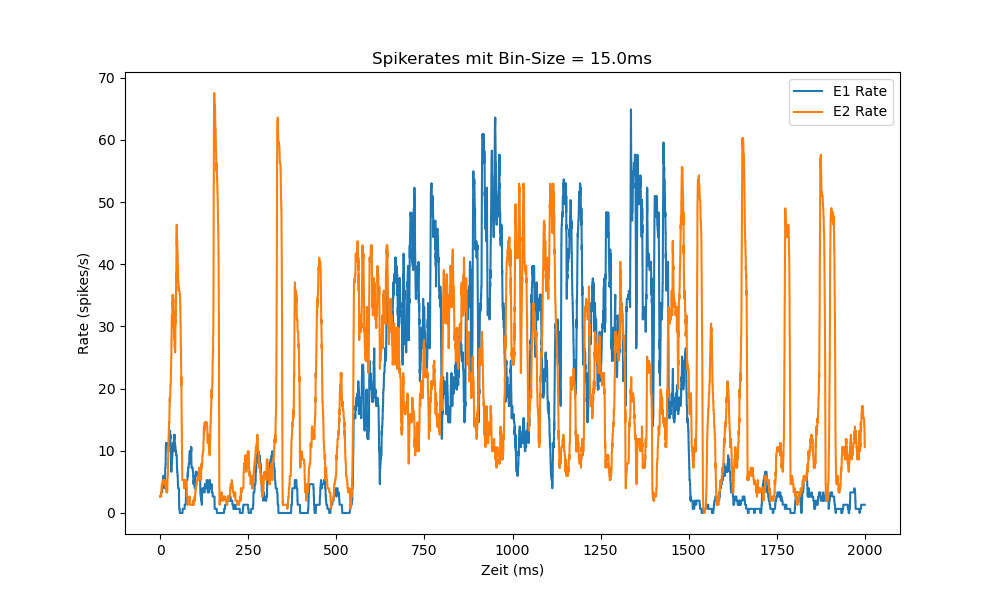 Spikerates mit Bin-Size = 15.0ms
E1 Rate
E2 Rate
Rate (spikes/s)
70
60
50
40
30
20
10
0
0 250 500 750 1000 1250 1500 1750 2000
Zeit (ms)